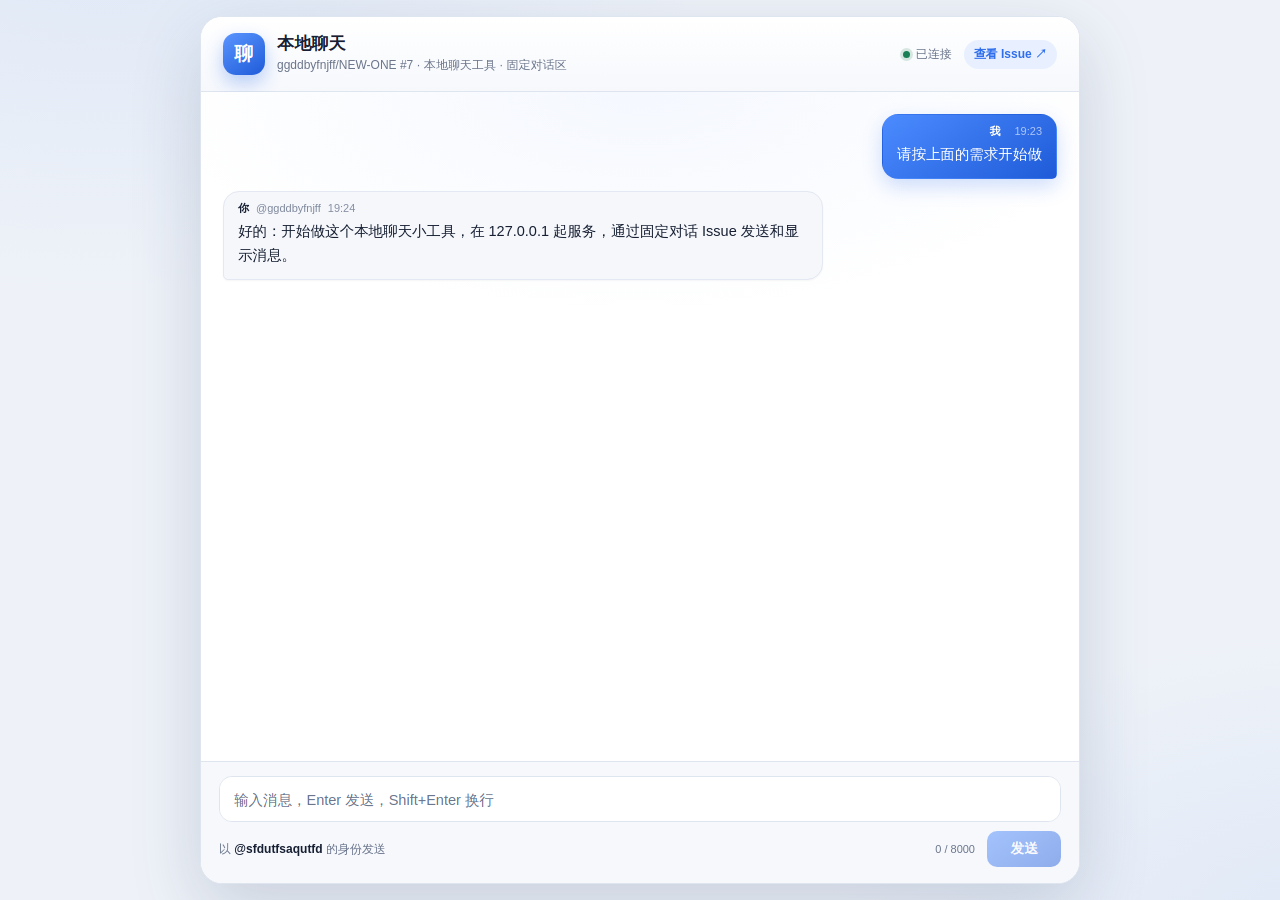 聊
本地聊天
ggddbyfnjff/NEW-ONE #7 · 本地聊天工具 · 固定对话区
已连接
查看 Issue ↗
我 19:23
请按上面的需求开始做
你 @ggddbyfnjff 19:24
好的：开始做这个本地聊天小工具，在 127.0.0.1 起服务，通过固定对话 Issue 发送和显
示消息。
输入消息，Enter 发送，Shift+Enter 换行
以 @sfdutfsaqutfd 的身份发送
0 / 8000
发送